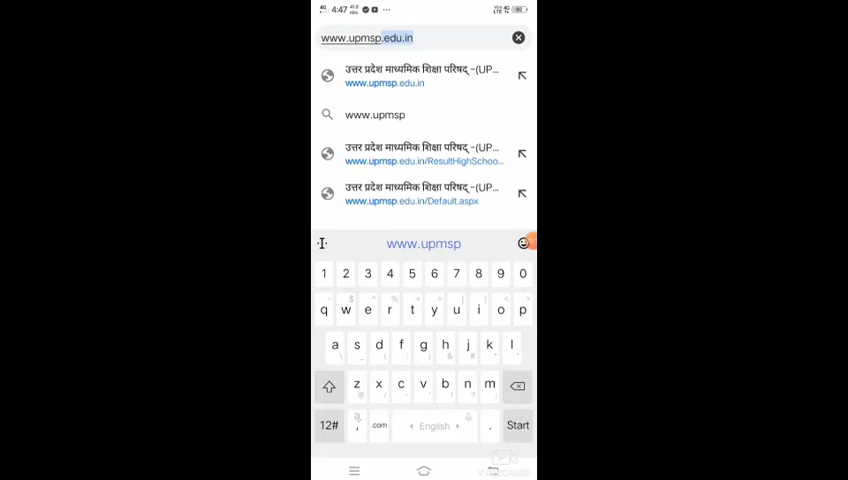 4G 4:47
www.upmsp.edu.in
उत्तर प्रदेश माध्यमिक शिक्षा परिषद् -(UP...
www.upmsp.edu.in
www.upmsp
उत्तर प्रदेश माध्यमिक शिक्षा परिषद् -(UP...
www.upmsp.edu.in/ResultHighSchoo...
उत्तर प्रदेश माध्यमिक शिक्षा परिषद् -(UP...
www.upmsp.edu.in/Default.aspx
www.upmsp
1 2 3 4 5 6 7 8 9 0
q w e r t y u i o p
a s d f g h j k l
z x c v b n m
12# , .com English . Start